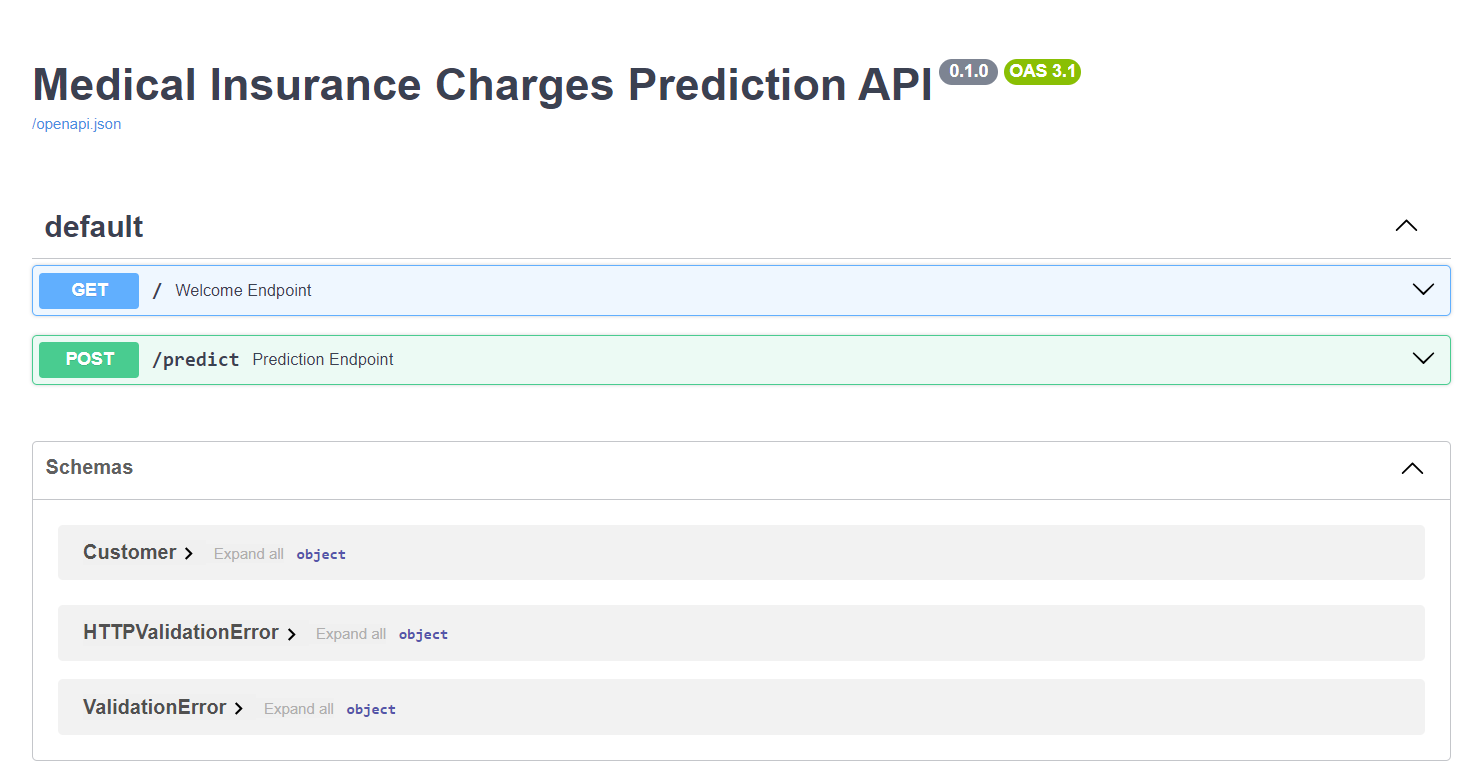 Medical Insurance Charges Prediction API 0.1.0 OAS 3.1
/openapi.json
default
GET / Welcome Endpoint
POST /predict Prediction Endpoint
Schemas
Customer Expand all object
HTTPValidationError Expand all object
ValidationError Expand all object